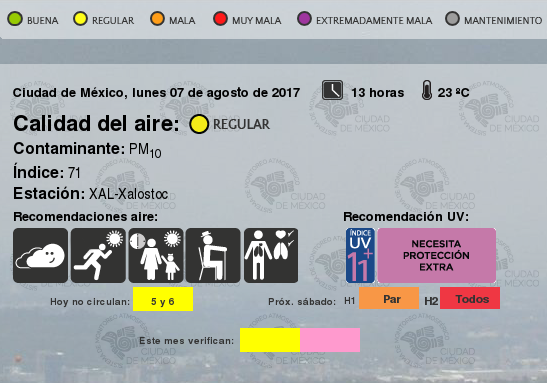 BUENA REGULAR MALA MUY MALA EXTREMADAMENTE MALA MANTENIMIENTO
Ciudad de México, lunes 07 de agosto de 2017 13 horas 23 ºC
Calidad del aire: REGULAR
Contaminante: PM10
Índice: 71
Estación: XAL-Xalostoc
Recomendaciones aire: Recomendación UV:
ÍNDICE
UV
11+
NECESITA
PROTECCIÓN
EXTRA
Hoy no circulan: 5 y 6 Próx. sábado: H1 Par H2 Todos
Este mes verifican:
CIUDAD
DE MÉXICO